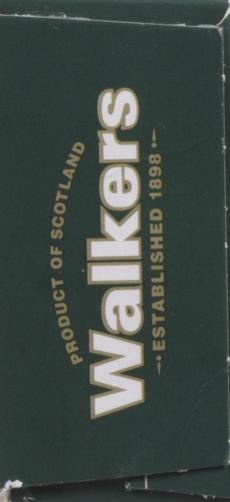 PRODUCT OF SCOTLAND
Walkers
ESTABLISHED 1898